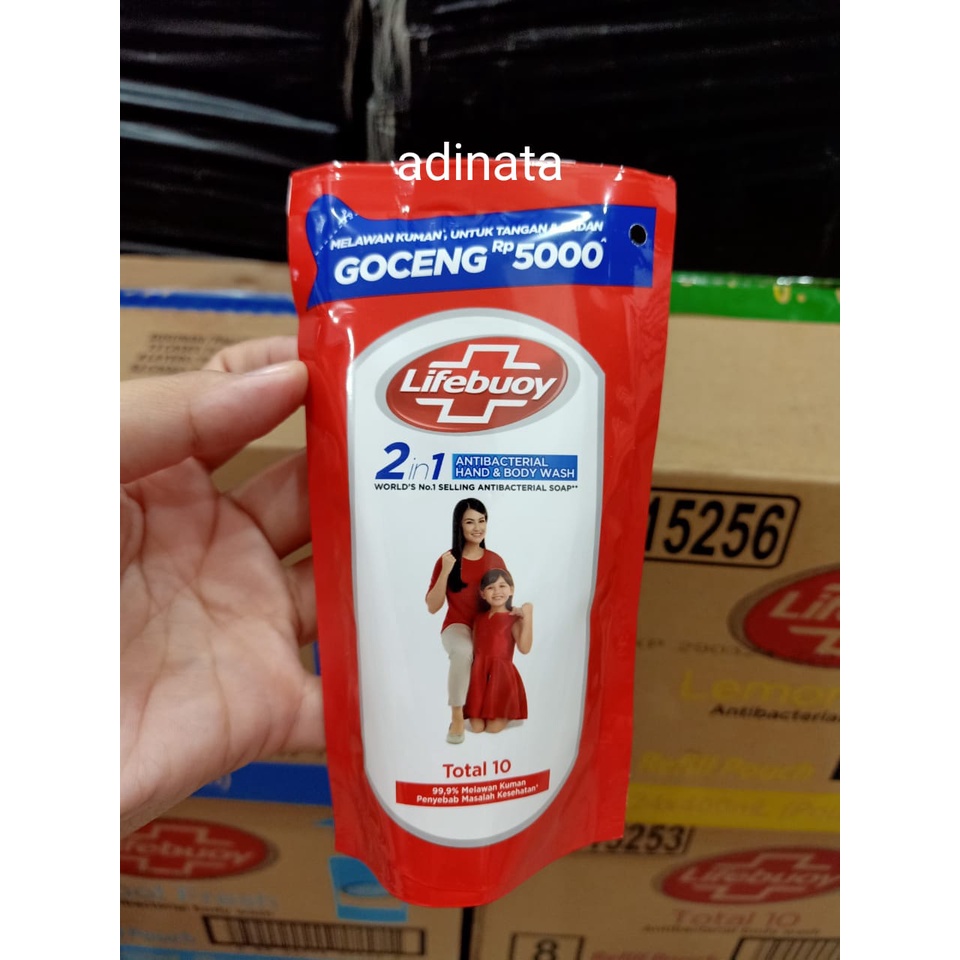 adinata
MELAWAN KUMAN*, UNTUK TANGAN & BADAN
GOCENG Rp 5000^
Lifebuoy
2in1 ANTIBACTERIAL
HAND & BODY WASH
WORLD'S No.1 SELLING ANTIBACTERIAL SOAP**
Total 10
99,9% Melawan Kuman
Penyebab Masalah Kesehatan*
15256
Antibacterial
Refill Pouch
15253
Lifebuoy
Lifebuoy
Total 10
8